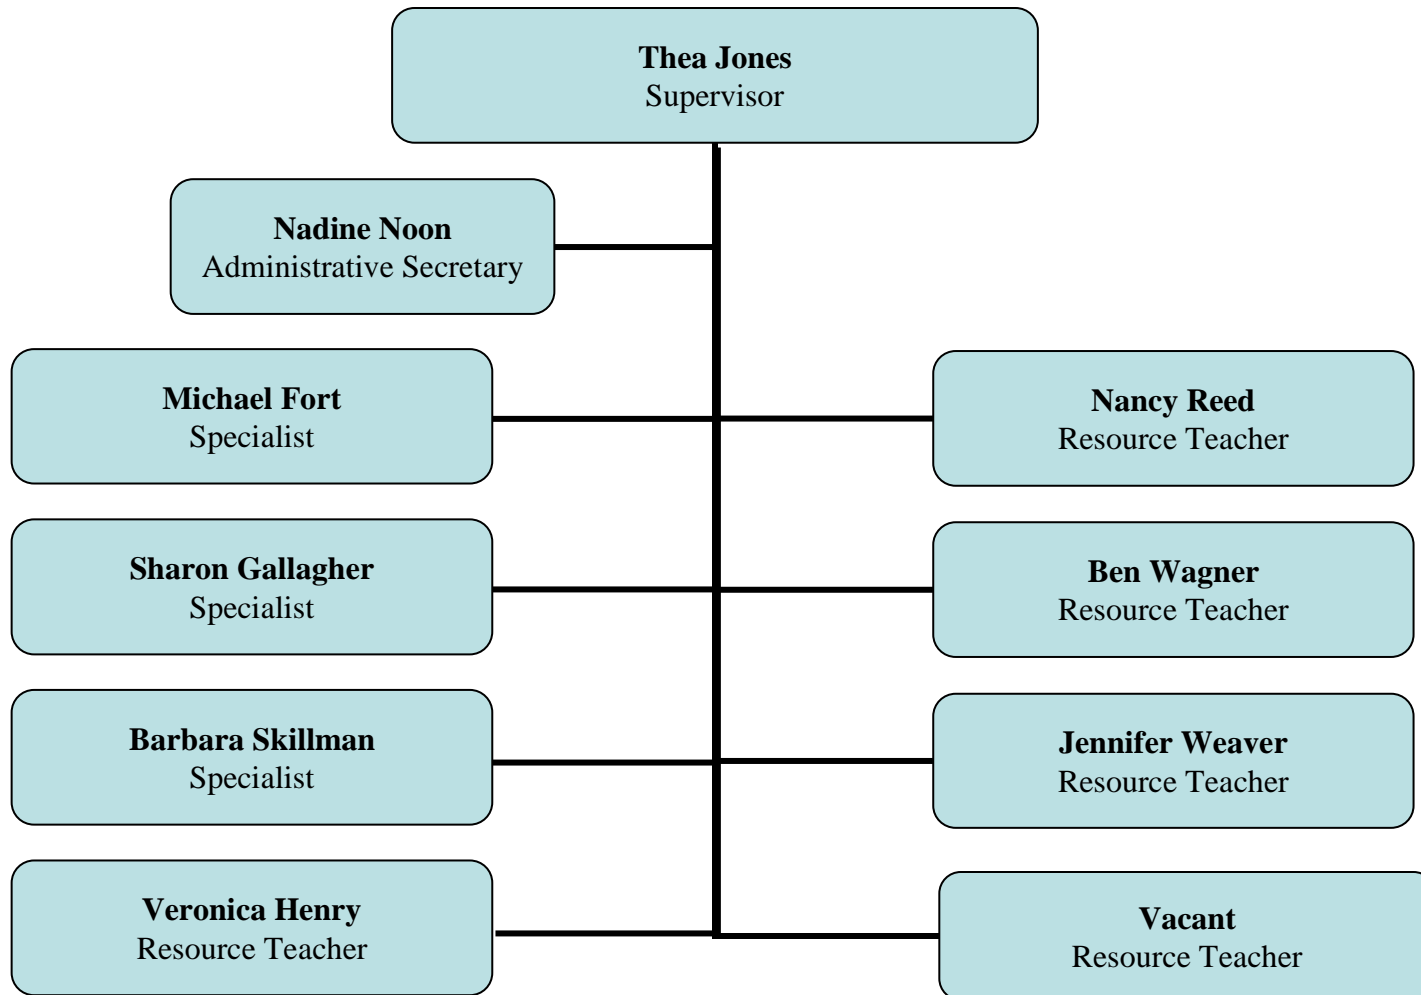 Thea Jones
Supervisor
Nadine Noon
Administrative Secretary
Michael Fort
Specialist
Nancy Reed
Resource Teacher
Sharon Gallagher
Specialist
Ben Wagner
Resource Teacher
Barbara Skillman
Specialist
Jennifer Weaver
Resource Teacher
Veronica Henry
Resource Teacher
Vacant
Resource Teacher